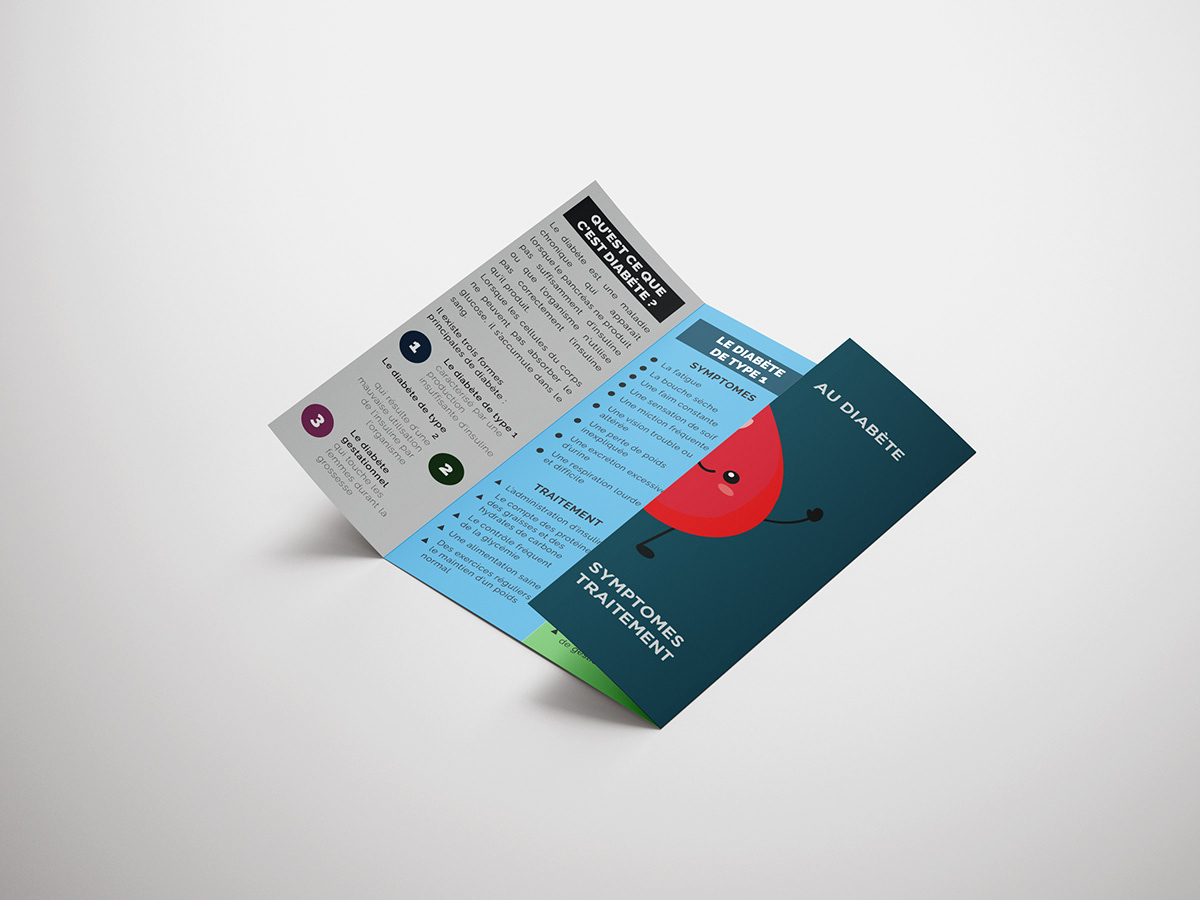 QU'EST CE QUE
C'EST DIABÈTE ?
Le diabète est une maladie
chronique qui apparait
lorsque le pancréas ne produit
pas suffisamment d'insuline
ou que l'organisme n'utilise
pas correctement l'insuline
qu'il produit.
Lorsque les cellules du corps
ne peuvent pas absorber le
glucose, il s'accumule dans le
sang.
Il existe trois formes
principales de diabète :
1
Le diabète de type 1
caractérisé par une
production
insuffisante d'insuline
Le diabète de type
2
qui résulte d'une
mauvaise utilisation
de l'insuline par
l'organisme
2
3
Le diabète
gestationnel
qui touche les
femmes durant la
grossesse
LE DIABÈTE
DE TYPE 1
SYMPTOMES
La fatigue
La bouche sèche
Une faim constante
Une sensation de soif
Une miction fréquente
Une vision trouble ou
altérée
Une perte de poids
inexpliquée
Une excrétion excessive
d'urine
Une respiration lourde
et difficile
TRAITEMENT
L'administration d'insuline
Le compte des protéines
des graisses et des
hydrates de carbone
Le contrôle fréquent
de la glycemie
Une alimentation saine
Des exercices réguliers
le maintien d'un poids
normal
de
AU DIABÈTE
SYMPTOMES
TRAITEMENT